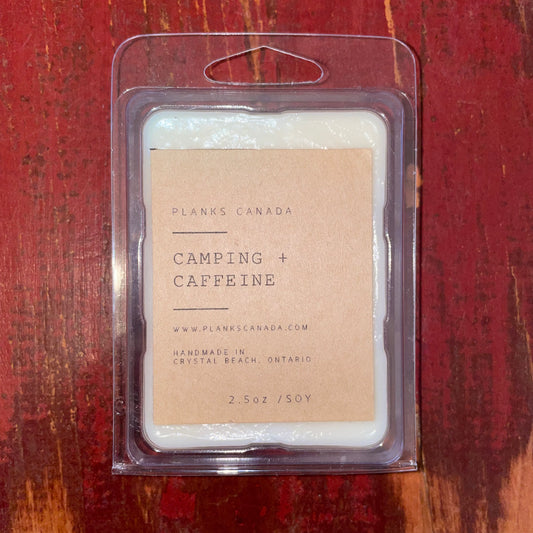 PLANKS CANADA
CAMPING +
CAFFEINE
WWW.PLANKSCANADA.COM
HANDMADE IN
CRYSTAL BEACH, ONTARIO
2.5oz /SOY